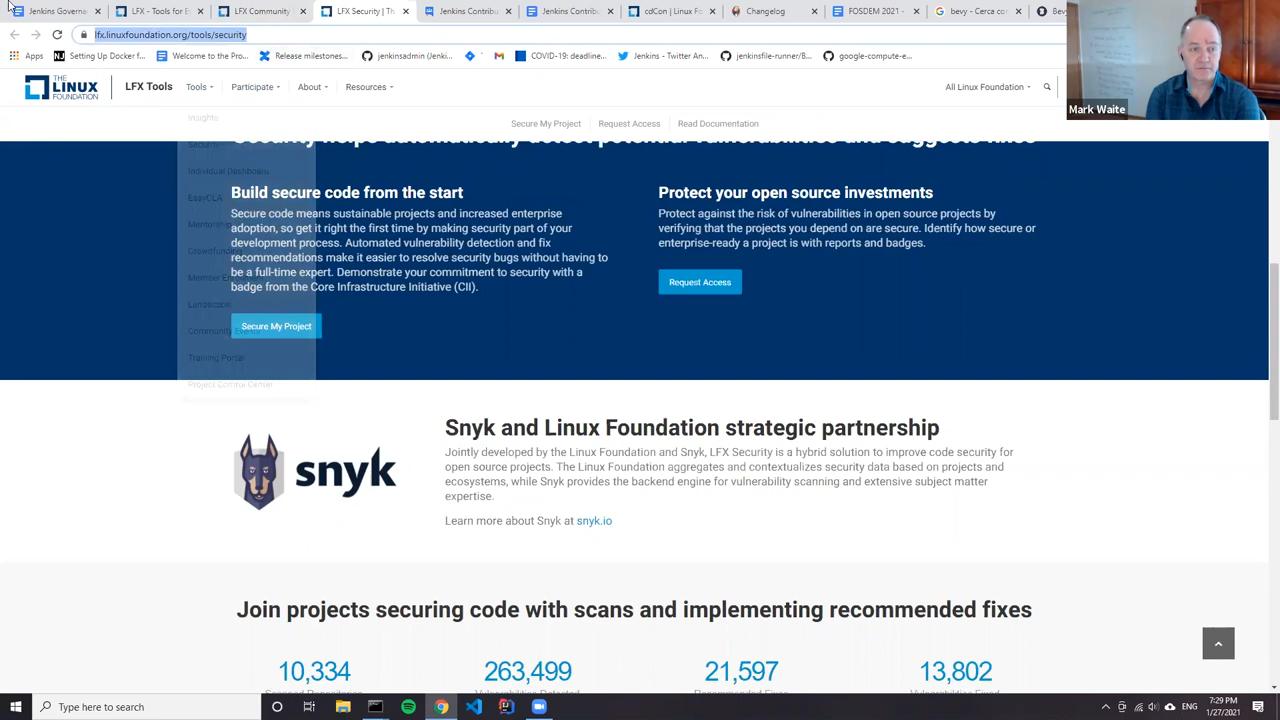 Jenkins Governa
LFX - Tools for E
LFX Community
LFX Security | Th
Jenkins Contribu
Jenkins Contribu
cdCon | Linux Fo
Changelog
FOSDEM 2021 -
bevy - Cerca co
Bevy
lfx.linuxfoundation.org/tools/security
Apps
Setting Up Docker f...
Welcome to the Pro...
Release milestones...
jenkinsadmin (Jenki...
COVID-19: deadline...
Jenkins - Twitter An...
jenkinsfile-runner/B...
google-compute-e...
Mark Waite
THE LINUX FOUNDATION
LFX Tools
Tools
Participate
About
Resources
All Linux Foundation
Insights
Security
Individual Dashboard
EasyCLA
Mentorship
Crowdfunding
Member Enrollment
Landscape
Community Events
Training Portal
Project Control Center
Secure My Project
Request Access
Read Documentation
Security helps automatically detect potential vulnerabilities and suggests fixes
Build secure code from the start
Secure code means sustainable projects and increased enterprise
adoption, so get it right the first time by making security part of your
development process. Automated vulnerability detection and fix
recommendations make it easier to resolve security bugs without having to
be a full-time expert. Demonstrate your commitment to security with a
badge from the Core Infrastructure Initiative (CII).
Secure My Project
Protect your open source investments
Protect against the risk of vulnerabilities in open source projects by
verifying that the projects you depend on are secure. Identify how secure or
enterprise-ready a project is with reports and badges.
Request Access
snyk
Snyk and Linux Foundation strategic partnership
Jointly developed by the Linux Foundation and Snyk, LFX Security is a hybrid solution to improve code security for
open source projects. The Linux Foundation aggregates and contextualizes security data based on projects and
ecosystems, while Snyk provides the backend engine for vulnerability scanning and extensive subject matter
expertise.
Learn more about Snyk at snyk.io
Join projects securing code with scans and implementing recommended fixes
10,334
263,499
21,597
13,802
Scanned Repositories
Vulnerabilities Detected
Recommended Fixes
Vulnerabilities Fixed
Type here to search
7:29 PM
1/27/2021